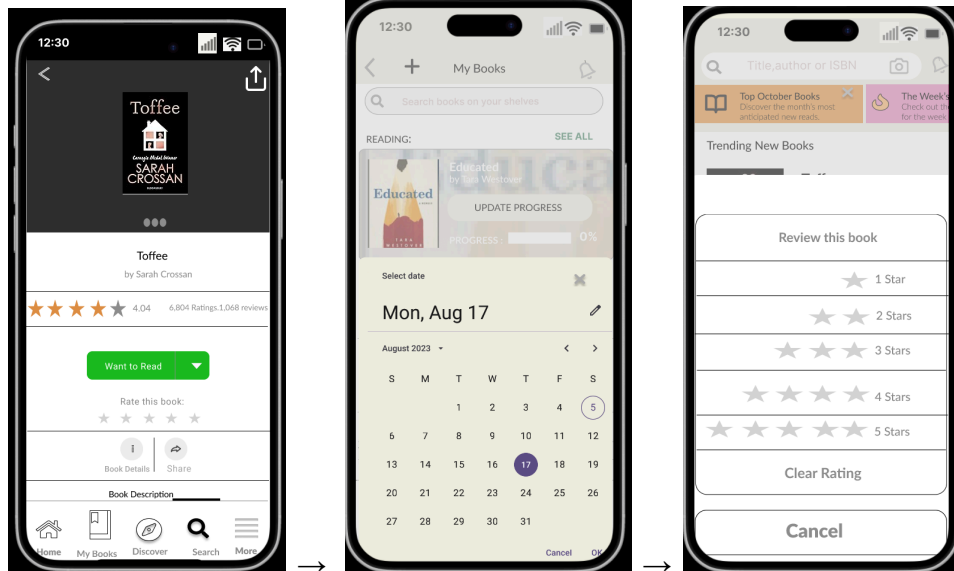 12:30
Toffee
Carnegie Medal Winner
SARAH
CROSSAN
Toffee
by Sarah Crossan
4.04 6,804 Ratings.1,068 reviews
Want to Read
Rate this book:
i
Book Details Share
Book Description
Home My Books Discover Search More
→
12:30
+ My Books
Search books on your shelves
READING: SEE ALL
Educated
by Tara Westover
Educated
UPDATE PROGRESS
TARA
WESTOVER
PROGRESS : 0%
Select date
Mon, Aug 17
August 2023
S M T W T F S
1 2 3 4 5
6 7 8 9 10 11 12
13 14 15 16 17 18 19
20 21 22 23 24 25 26
27 28 29 30 31
Cancel OK
→
12:30
Title,author or ISBN
Top October Books
Discover the month's most
anticipated new reads.
The Week's
Check out th
for the week
Trending New Books
Review this book
1 Star
2 Stars
3 Stars
4 Stars
5 Stars
Clear Rating
Cancel